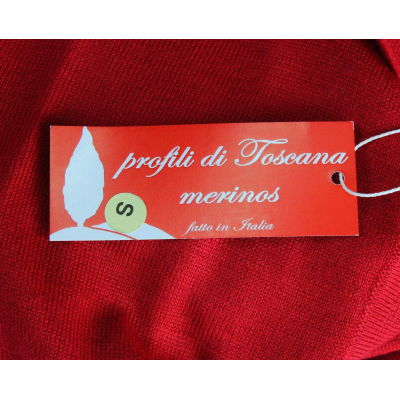 profili di Toscana
merinos
S
fatto in Italia